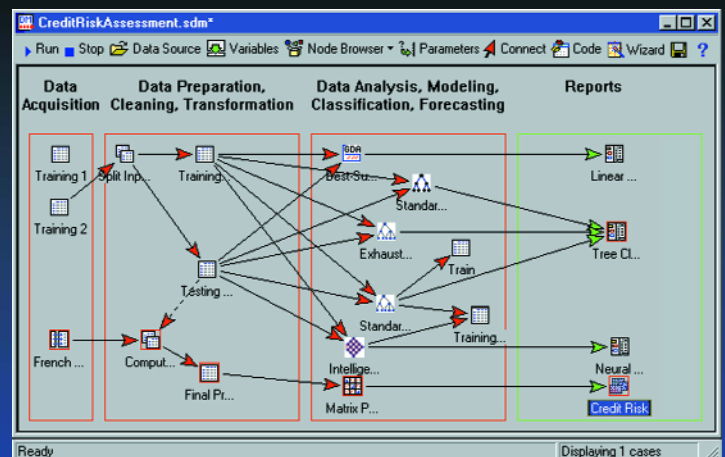 CreditRiskAssessment.sdm*
Run Stop Data Source Variables Node Browser Parameters Connect Code Wizard ?
Data Acquisition
Data Preparation, Cleaning, Transformation
Data Analysis, Modeling, Classification, Forecasting
Reports
Training 1
Split Inp...
Training...
Best-Su...
Linear ...
Training 2
Standar...
Exhaust...
Train
Tree Cl...
Testing ...
Standar...
Training...
French ...
Comput...
Intellige...
Neural ...
Final Pr...
Matrix P...
Credit Risk
Ready
Displaying 1 cases